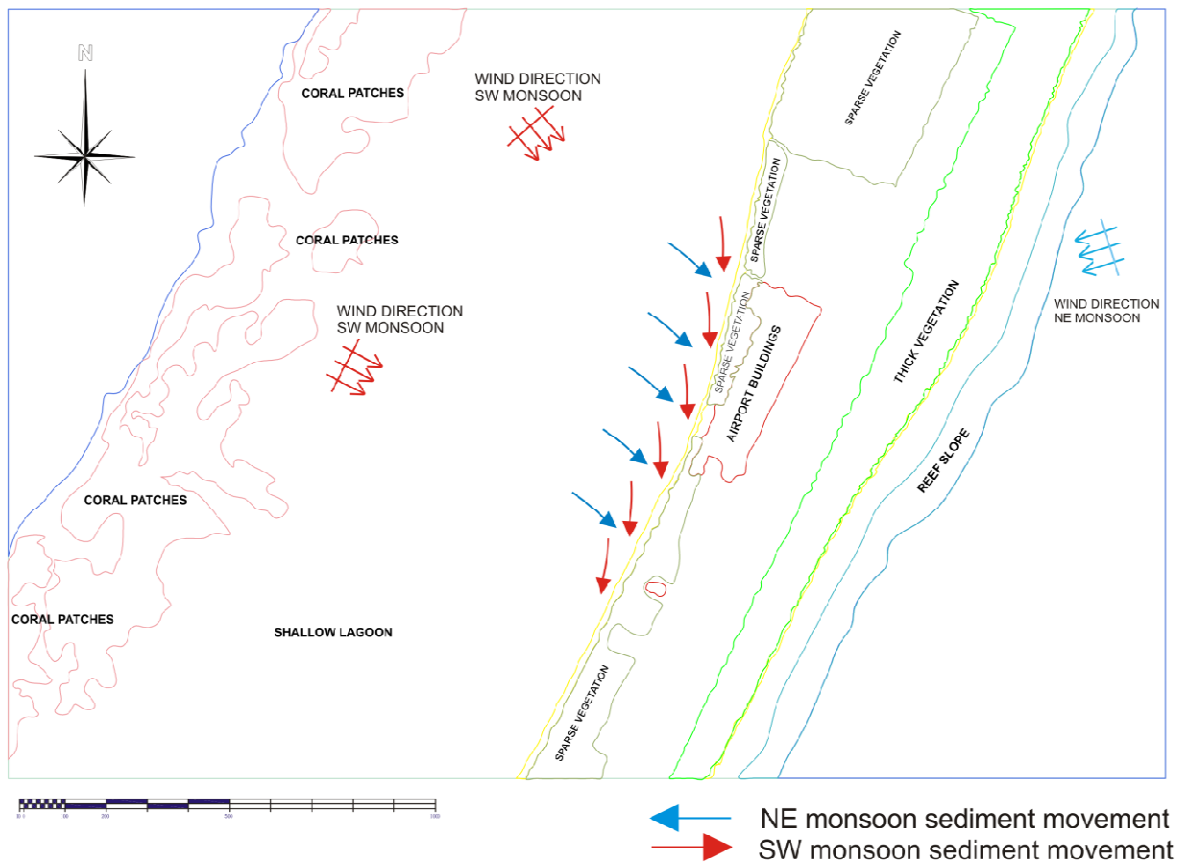 N
CORAL PATCHES
WIND DIRECTION
SW MONSOON
SPARSE VEGETATION
SPARSE VEGETATION
CORAL PATCHES
WIND DIRECTION
SW MONSOON
SPARSE VEGETATION
AIRPORT BUILDINGS
THICK VEGETATION
WIND DIRECTION
NE MONSOON
REEF SLOPE
CORAL PATCHES
CORAL PATCHES
SHALLOW LAGOON
SPARSE VEGETATION
NE monsoon sediment movement
SW monsoon sediment movement